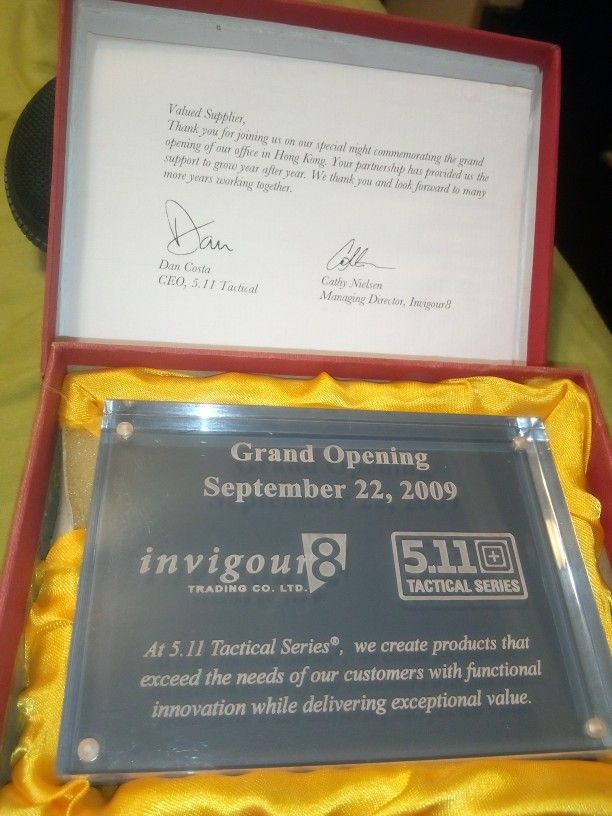 Valued Supplier,
Thank you for joining us on our special night commemorating the grand
opening of our office in Hong Kong. Your partnership has provided us the
support to grow year after year. We thank you and look forward to many
more years working together.
Dan
Dan Costa
CEO, 5.11 Tactical
Cathy Nielsen
Managing Director, Invigour8
Grand Opening
September 22, 2009
invigour8
TRADING CO. LTD.
5.11
TACTICAL SERIES
At 5.11 Tactical Series®, we create products that
exceed the needs of our customers with functional
innovation while delivering exceptional value.